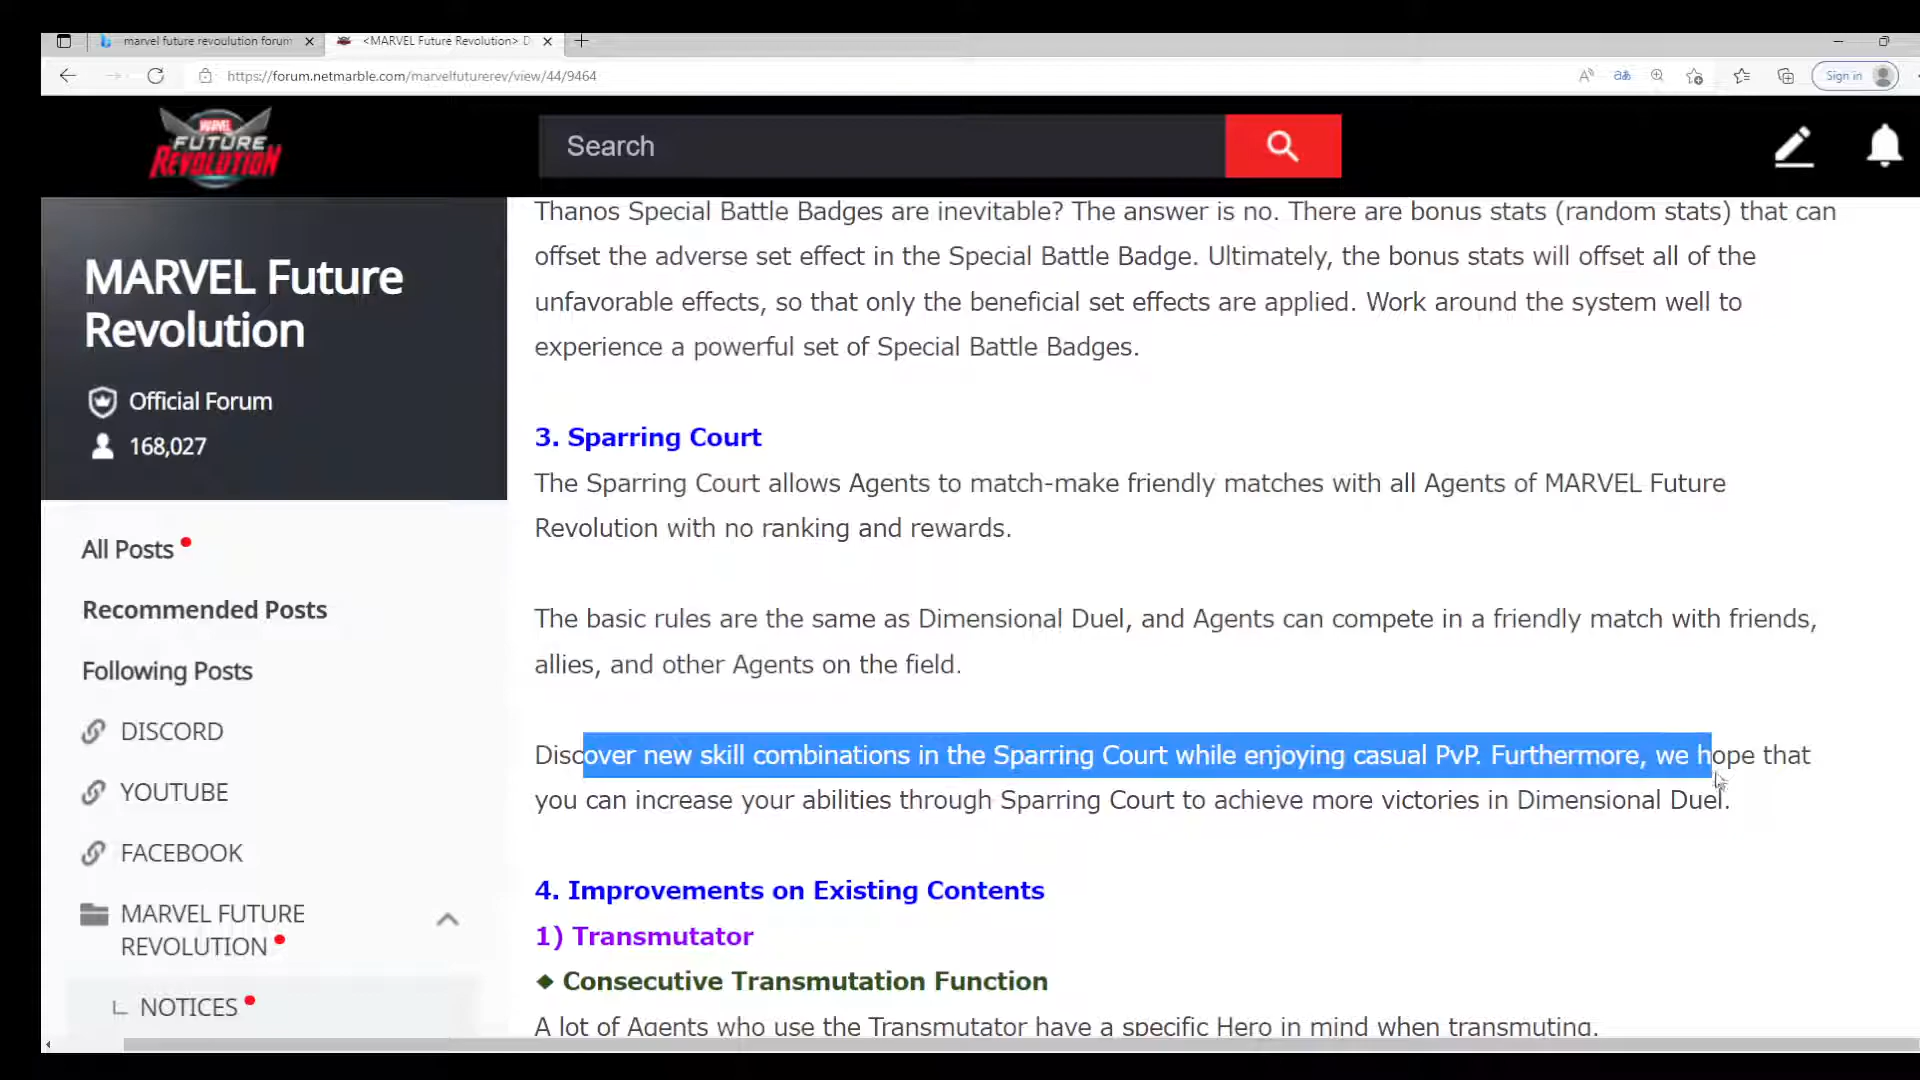 marvel future revoulution forum
<MARVEL Future Revolution> D
https://forum.netmarble.com/marvelfuturerev/view/44/9464
Sign in
MARVEL
FUTURE
REVOLUTION
Search
MARVEL Future
Revolution
Official Forum
168,027
All Posts
Recommended Posts
Following Posts
DISCORD
YOUTUBE
FACEBOOK
MARVEL FUTURE
REVOLUTION
NOTICES
Thanos Special Battle Badges are inevitable? The answer is no. There are bonus stats (random stats) that can
offset the adverse set effect in the Special Battle Badge. Ultimately, the bonus stats will offset all of the
unfavorable effects, so that only the beneficial set effects are applied. Work around the system well to
experience a powerful set of Special Battle Badges.
3. Sparring Court
The Sparring Court allows Agents to match-make friendly matches with all Agents of MARVEL Future
Revolution with no ranking and rewards.
The basic rules are the same as Dimensional Duel, and Agents can compete in a friendly match with friends,
allies, and other Agents on the field.
Discover new skill combinations in the Sparring Court while enjoying casual PvP. Furthermore, we hope that
you can increase your abilities through Sparring Court to achieve more victories in Dimensional Duel.
4. Improvements on Existing Contents
1) Transmutator
◆ Consecutive Transmutation Function
A lot of Agents who use the Transmutator have a specific Hero in mind when transmuting.